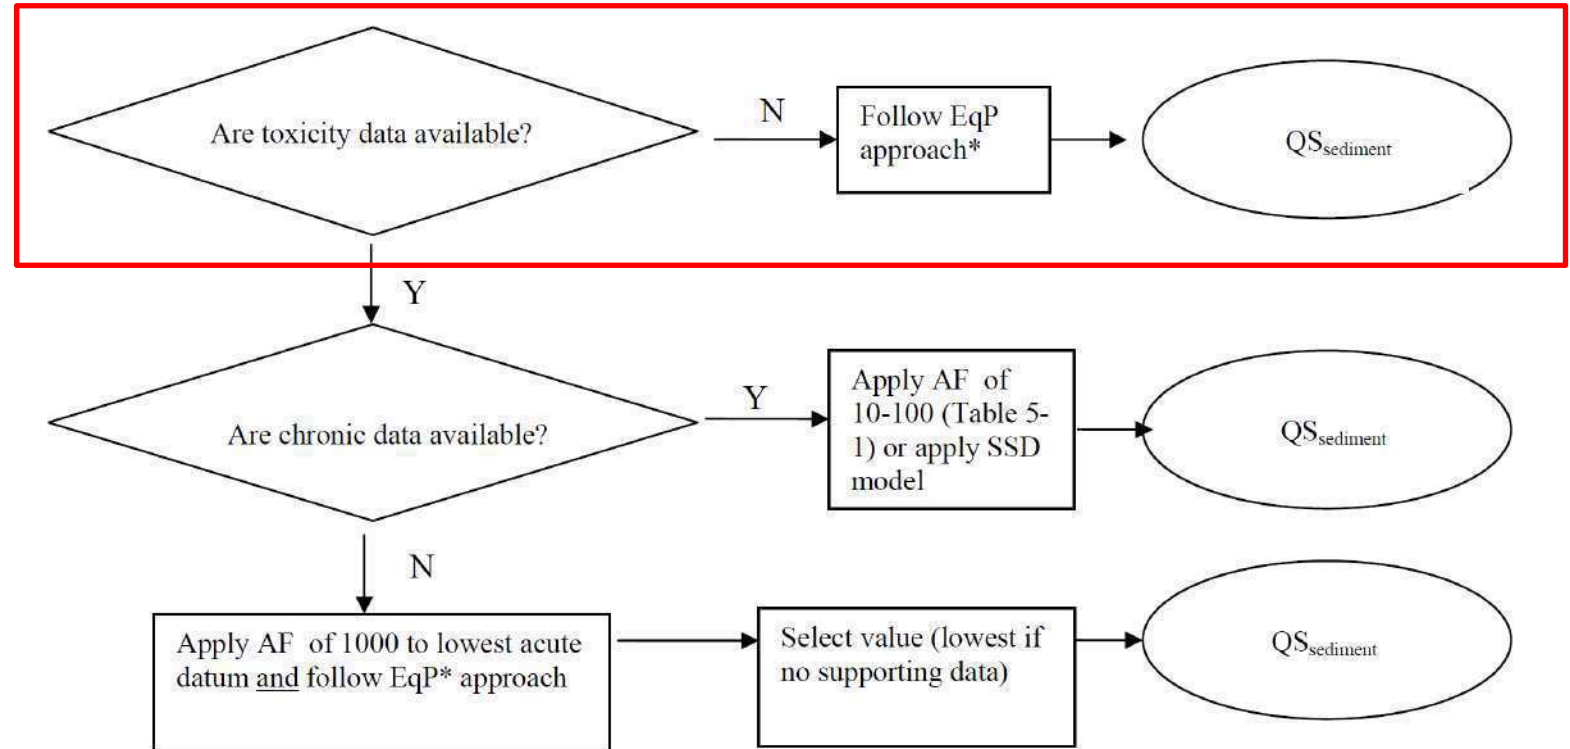 Are toxicity data available?
N
Follow EqP
approach*
QSsediment
Y
Are chronic data available?
Y
Apply AF of
10-100 (Table 5-
1) or apply SSD
model
QSsediment
N
Apply AF of 1000 to lowest acute
datum and follow EqP* approach
Select value (lowest if
no supporting data)
QSsediment